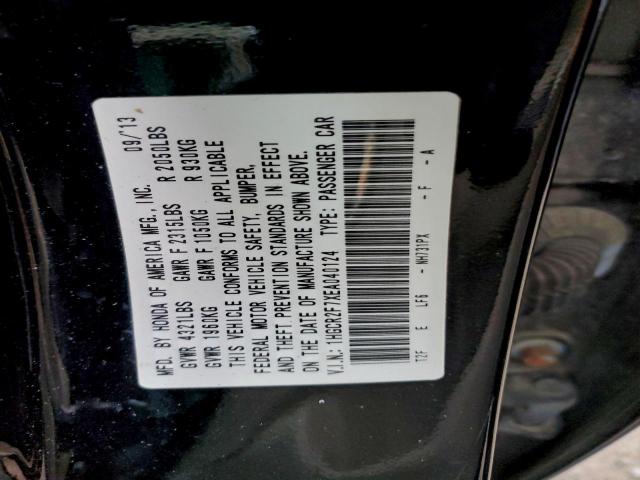 MFD. BY HONDA OF AMERICA MFG., INC. 09/13
GVWR 4321LBS GAWR F 2315LBS R 2050LBS
GVWR 1960KG GAWR F 1050KG R 930KG
THIS VEHICLE CONFORMS TO ALL APPLICABLE
FEDERAL MOTOR VEHICLE SAFETY, BUMPER,
AND THEFT PREVENTION STANDARDS IN EFFECT
ON THE DATE OF MANUFACTURE SHOWN ABOVE.
V.I.N.: 1HGCR2F7XEA040124 TYPE: PASSENGER CAR
T2F E LF6 - NH731PX - F - A